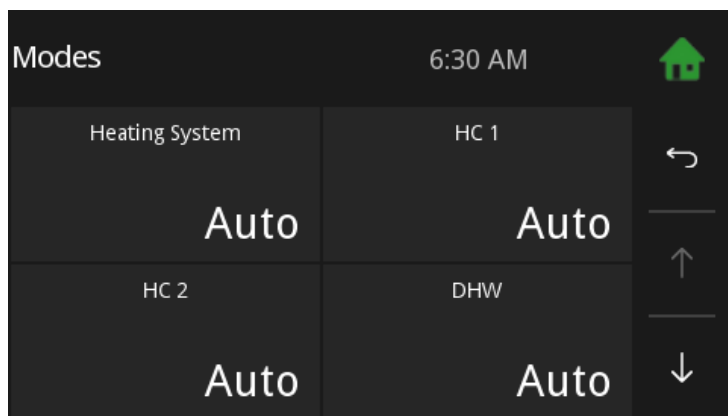 Modes
6:30 AM
Heating System
HC 1
Auto
Auto
HC 2
DHW
Auto
Auto